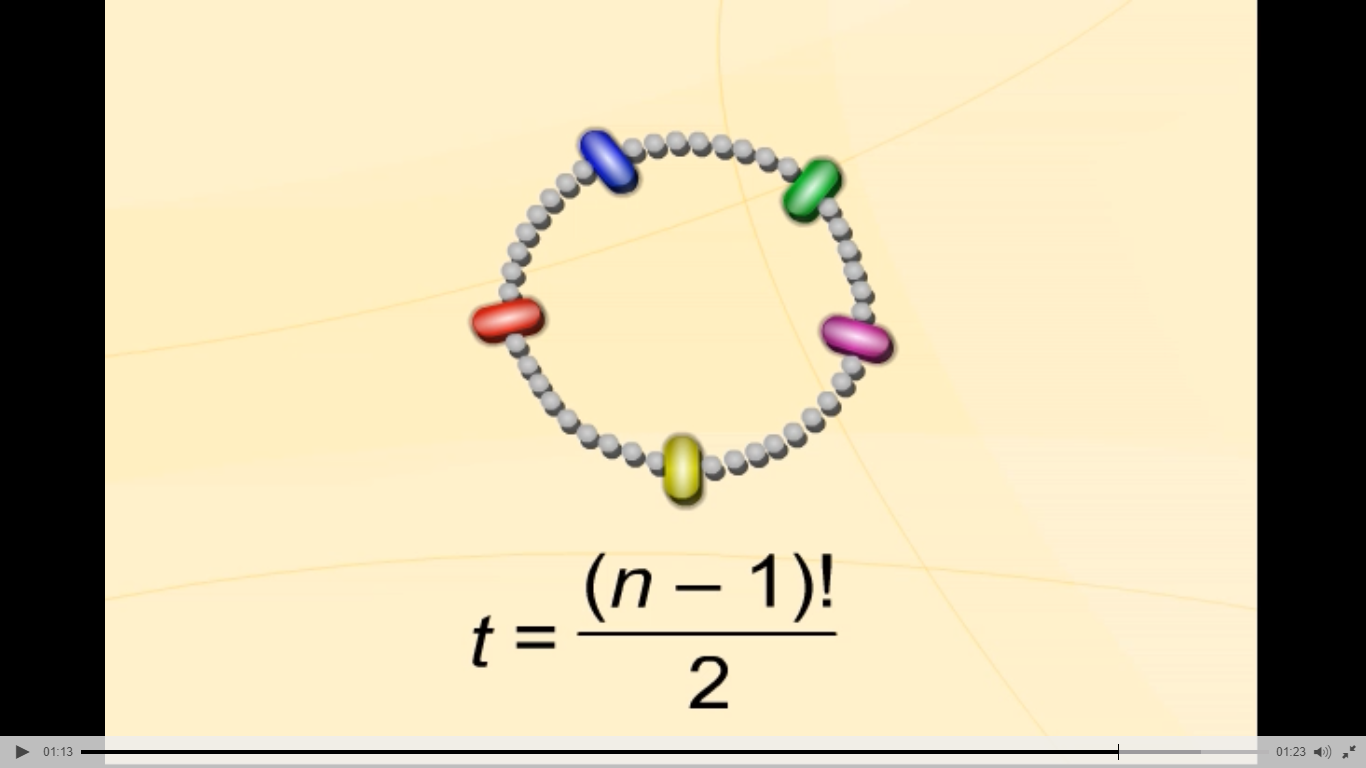 t = (n – 1)! / 2
01:13
01:23